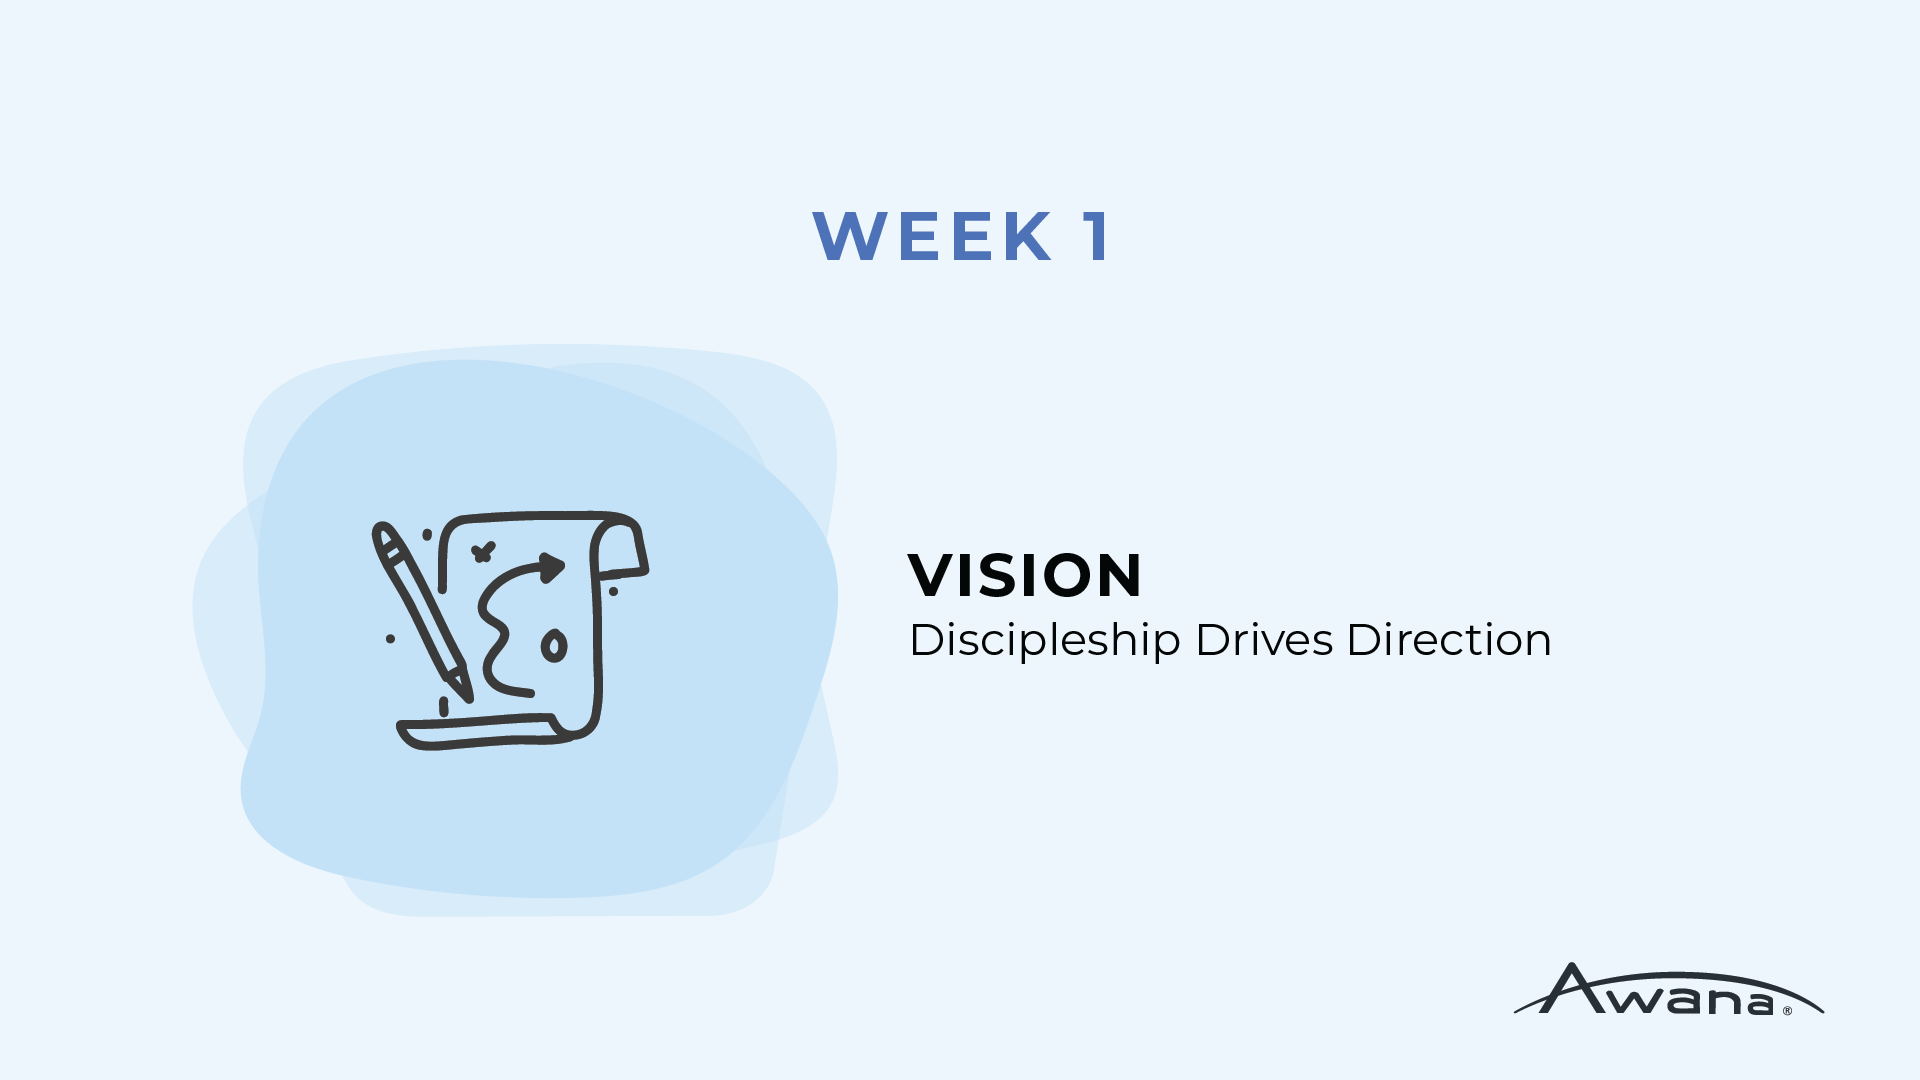 WEEK 1
VISION
Discipleship Drives Direction
Awana®